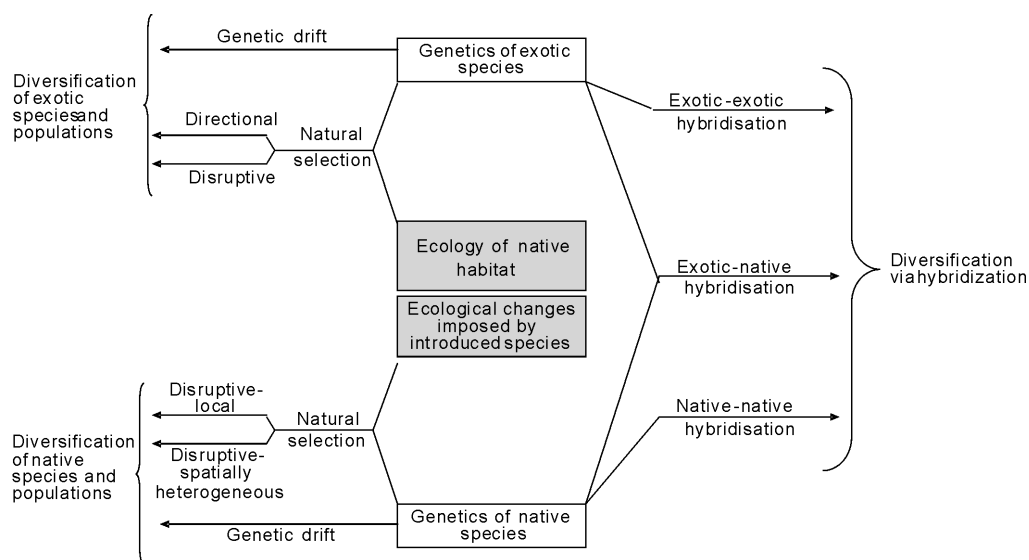 Genetic drift
Genetics of exotic
species
Diversification
of exotic
species and
populations
Directional
Natural
selection
Disruptive
Exotic-exotic
hybridisation
Ecology of native
habitat
Exotic-native
hybridisation
Diversification
via hybridization
Ecological changes
imposed by
introduced species
Disruptive-
local
Natural
selection
Native-native
hybridisation
Diversification
of native
species and
populations
Disruptive-
spatially
heterogeneous
Genetics of native
species
Genetic drift